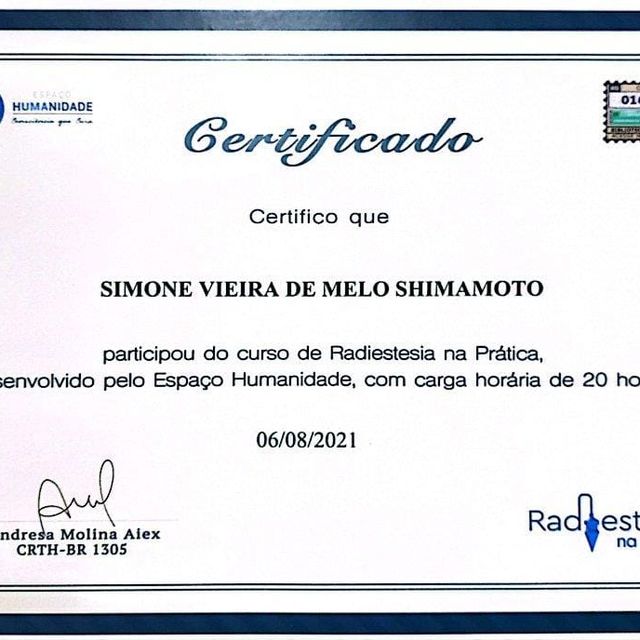 ESPAÇO
HUMANIDADE
016
Certificado
Certifico que
SIMONE VIEIRA DE MELO SHIMAMOTO
participou do curso de Radiestesia na Prática,
senvolvido pelo Espaço Humanidade, com carga horária de 20 ho
06/08/2021
ndresa Molina Alex
CRTH-BR 1305
Radiest
na